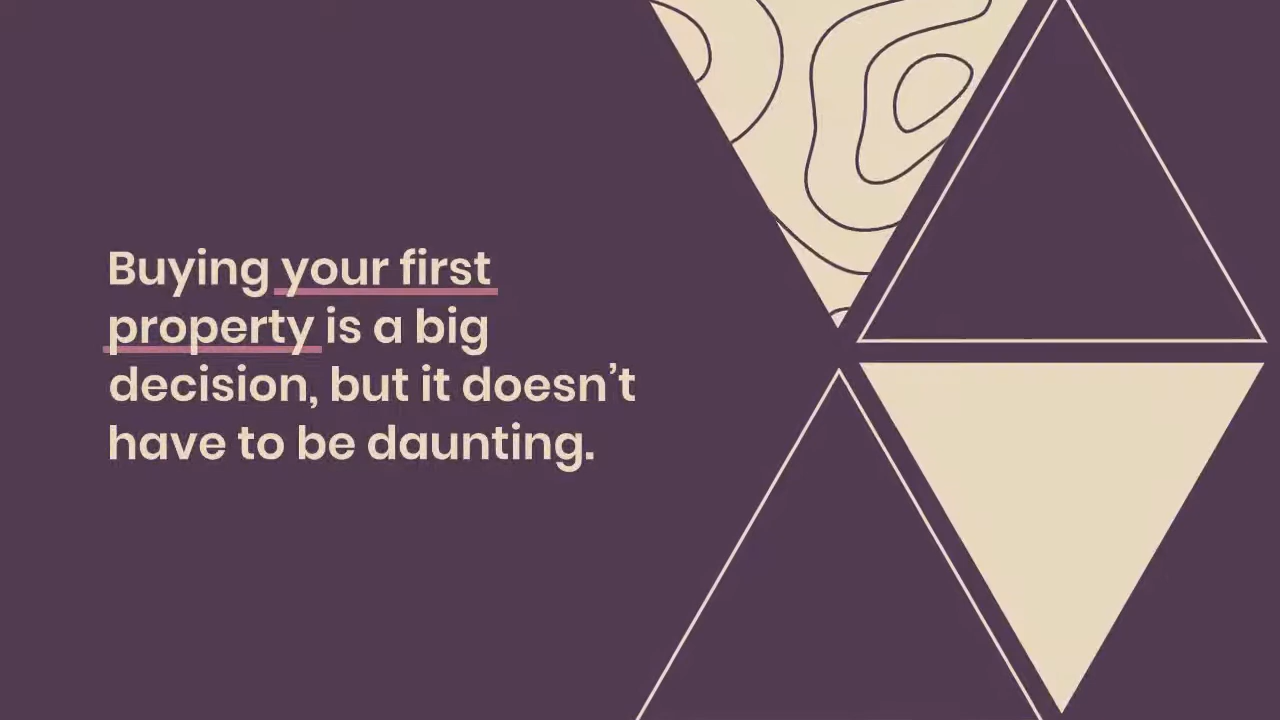 Buying your first
property is a big
decision, but it doesn’t
have to be daunting.